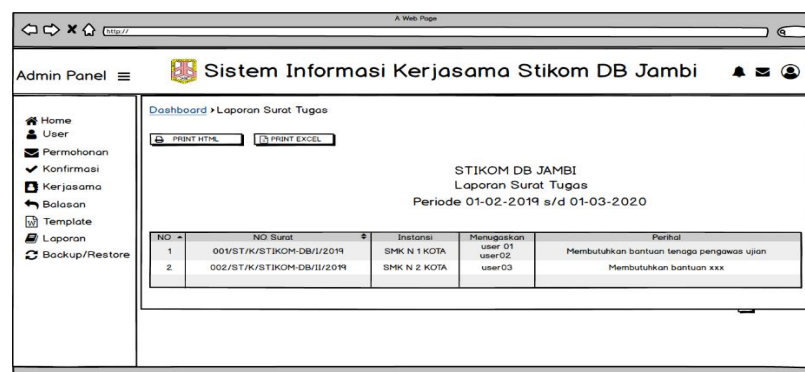 A Web Page
http://
Admin Panel
Sistem Informasi Kerjasama Stikom DB Jambi
Home
User
Permohonan
Konfirmasi
Kerjasama
Balasan
Template
Laporan
Backup/Restore
Dashboard > Laporan Surat Tugas
PRINT HTML PRINT EXCEL
STIKOM DB JAMBI
Laporan Surat Tugas
Periode 01-02-2019 s/d 01-03-2020
NO NO Surat Instansi Menugaskan Perihal
1 001/ST/K/STIKOM-DB/I/2019 SMK N 1 KOTA user 01 user02 Membutuhkan bantuan tenaga pengawas ujian
2 002/ST/K/STIKOM-DB/II/2019 SMK N 2 KOTA user03 Membutuhkan bantuan xxx